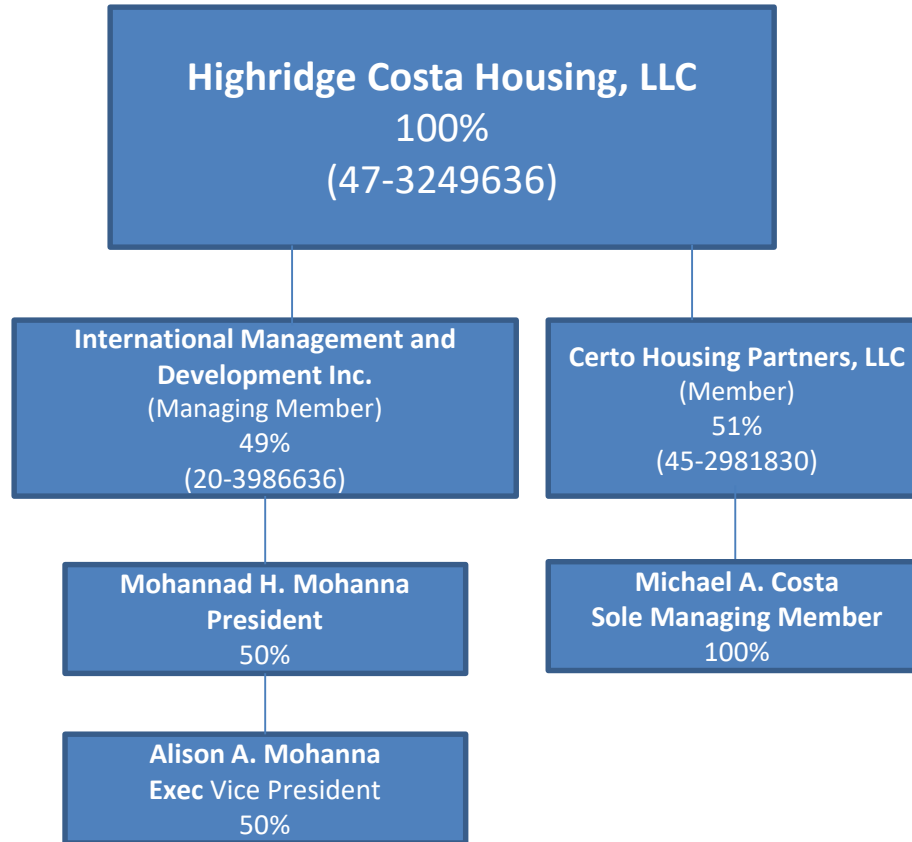 Highridge Costa Housing, LLC
100%
(47-3249636)
International Management and
Development Inc.
(Managing Member)
49%
(20-3986636)
Certo Housing Partners, LLC
(Member)
51%
(45-2981830)
Mohannad H. Mohanna
President
50%
Michael A. Costa
Sole Managing Member
100%
Alison A. Mohanna
Exec Vice President
50%